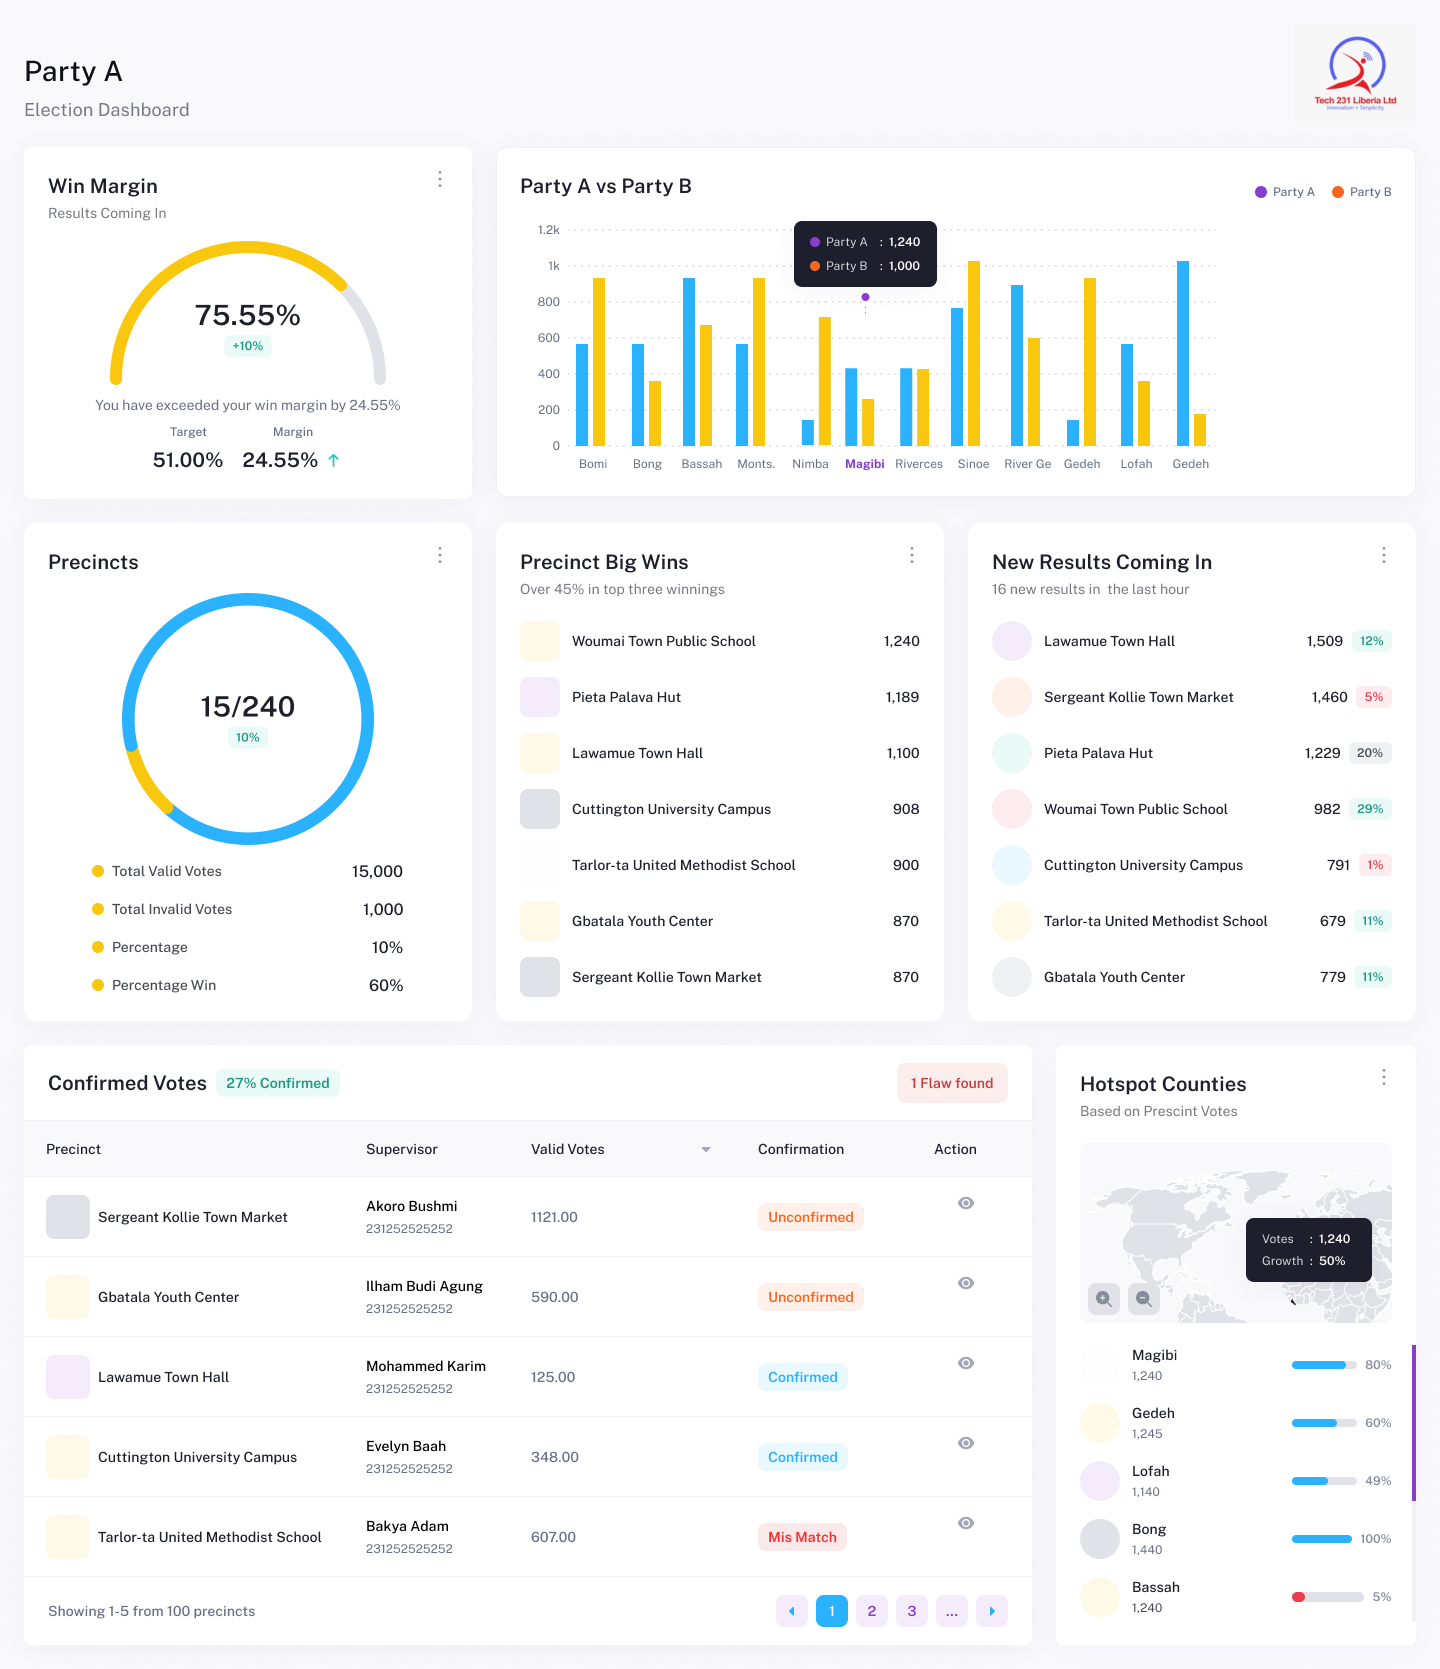 Party A
Election Dashboard
Tech 231 Liberia Ltd
Innovation + Simplicity
Win Margin
Results Coming In
75.55%
+10%
You have exceeded your win margin by 24.55%
Target Margin
51.00% 24.55%
Party A vs Party B
Party A Party B
1.2k
1k
800
600
400
200
0
Party A : 1,240
Party B : 1,000
Bomi Bong Bassah Monts. Nimba Magibi Riverces Sinoe River Ge Gedeh Lofah Gedeh
Precincts
15/240
10%
Total Valid Votes 15,000
Total Invalid Votes 1,000
Percentage 10%
Percentage Win 60%
Precinct Big Wins
Over 45% in top three winnings
Woumai Town Public School 1,240
Pieta Palava Hut 1,189
Lawamue Town Hall 1,100
Cuttington University Campus 908
Tarlor-ta United Methodist School 900
Gbatala Youth Center 870
Sergeant Kollie Town Market 870
New Results Coming In
16 new results in  the last hour
Lawamue Town Hall 1,509 12%
Sergeant Kollie Town Market 1,460 5%
Pieta Palava Hut 1,229 20%
Woumai Town Public School 982 29%
Cuttington University Campus 791 1%
Tarlor-ta United Methodist School 679 11%
Gbatala Youth Center 779 11%
Confirmed Votes 27% Confirmed 1 Flaw found
Precinct Supervisor Valid Votes Confirmation Action
Sergeant Kollie Town Market Akoro Bushmi 1121.00 Unconfirmed
231252525252
Gbatala Youth Center Ilham Budi Agung 590.00 Unconfirmed
231252525252
Lawamue Town Hall Mohammed Karim 125.00 Confirmed
231252525252
Cuttington University Campus Evelyn Baah 348.00 Confirmed
231252525252
Tarlor-ta United Methodist School Bakya Adam 607.00 Mis Match
231252525252
Showing 1-5 from 100 precincts 1 2 3 ...
Hotspot Counties
Based on Prescint Votes
Votes : 1,240
Growth : 50%
Magibi 80%
1,240
Gedeh 60%
1,245
Lofah 49%
1,140
Bong 100%
1,440
Bassah 5%
1,240